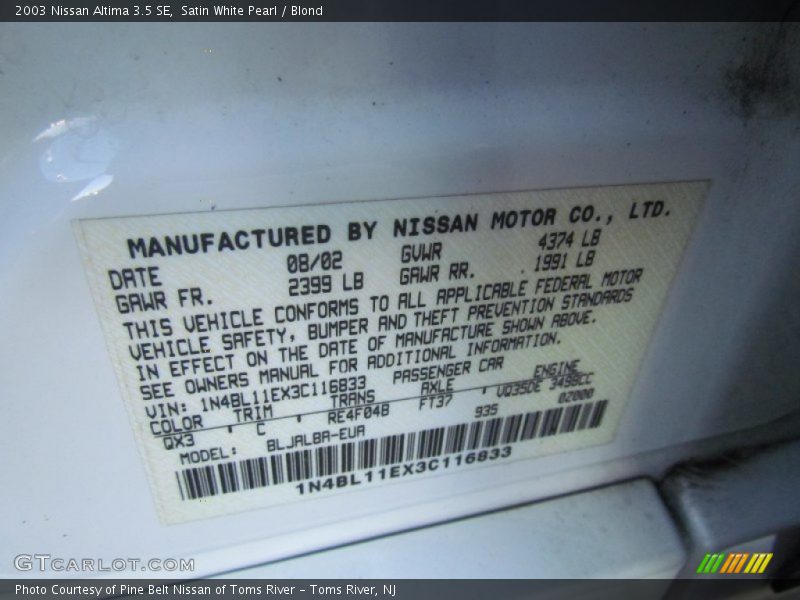 2003 Nissan Altima 3.5 SE, Satin White Pearl / Blond
MANUFACTURED BY NISSAN MOTOR CO., LTD.
DATE 08/02 GVWR 4374 LB
GAWR FR. 2399 LB GAWR RR. 1991 LB
THIS VEHICLE CONFORMS TO ALL APPLICABLE FEDERAL MOTOR
VEHICLE SAFETY, BUMPER AND THEFT PREVENTION STANDARDS
IN EFFECT ON THE DATE OF MANUFACTURE SHOWN ABOVE.
SEE OWNERS MANUAL FOR ADDITIONAL INFORMATION.
VIN: 1N4BL11EX3C116833 PASSENGER CAR
COLOR TRIM TRANS AXLE ENGINE
QX3 C RE4F04B FT37 VQ35DE 3498CC
MODEL: BLJALBA-EUA 935 02000
1N4BL11EX3C116833
GTCARLOT.COM
Photo Courtesy of Pine Belt Nissan of Toms River - Toms River, NJ